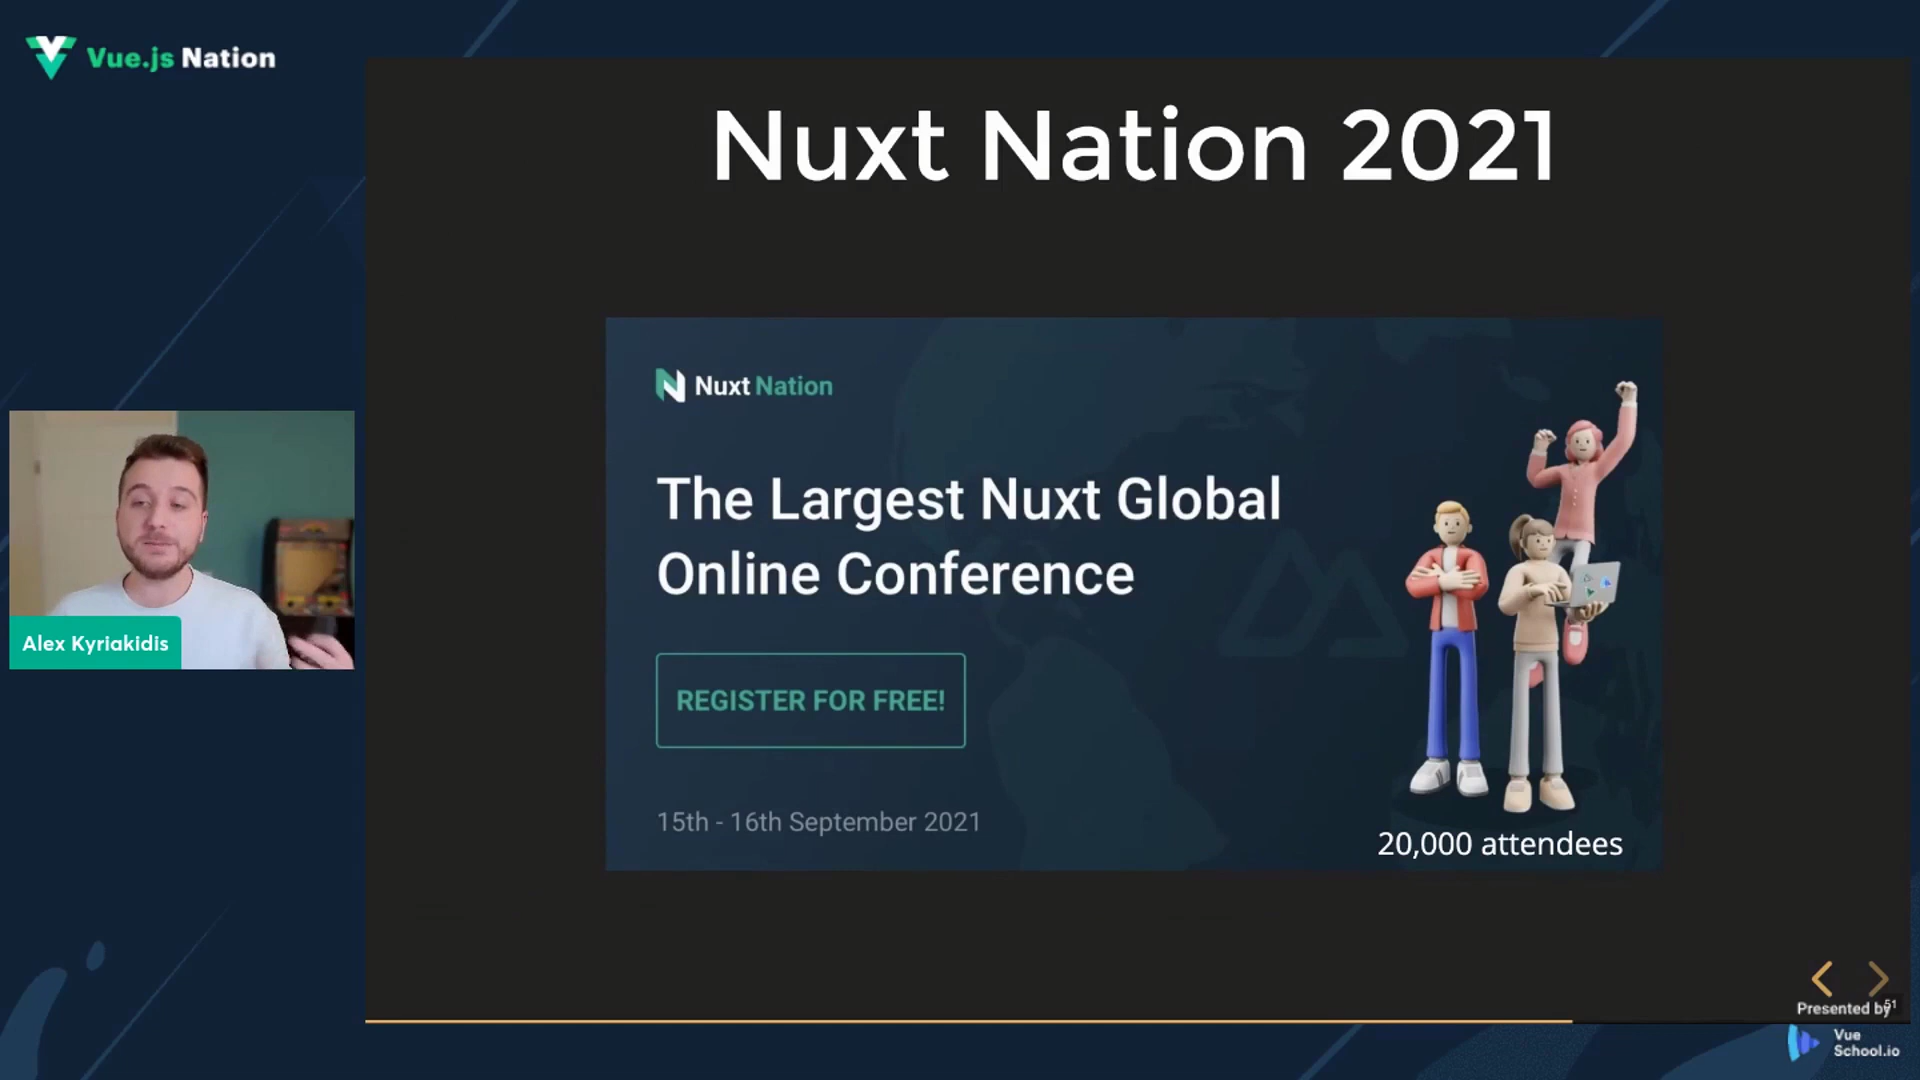 Vue.js Nation
Nuxt Nation 2021
Nuxt Nation
The Largest Nuxt Global
Online Conference
REGISTER FOR FREE!
15th - 16th September 2021
20,000 attendees
Alex Kyriakidis
51
Presented by
Vue
School.io